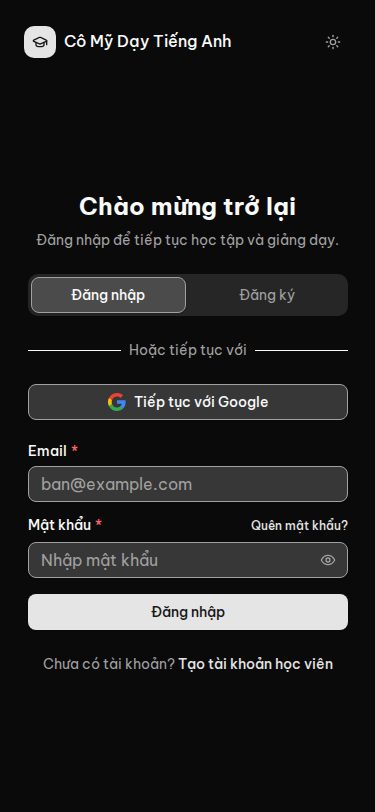 Cô Mỹ Dạy Tiếng Anh
Chào mừng trở lại
Đăng nhập để tiếp tục học tập và giảng dạy.
Đăng nhập
Đăng ký
Hoặc tiếp tục với
Tiếp tục với Google
Email *
ban@example.com
Mật khẩu *
Quên mật khẩu?
Nhập mật khẩu
Đăng nhập
Chưa có tài khoản? Tạo tài khoản học viên